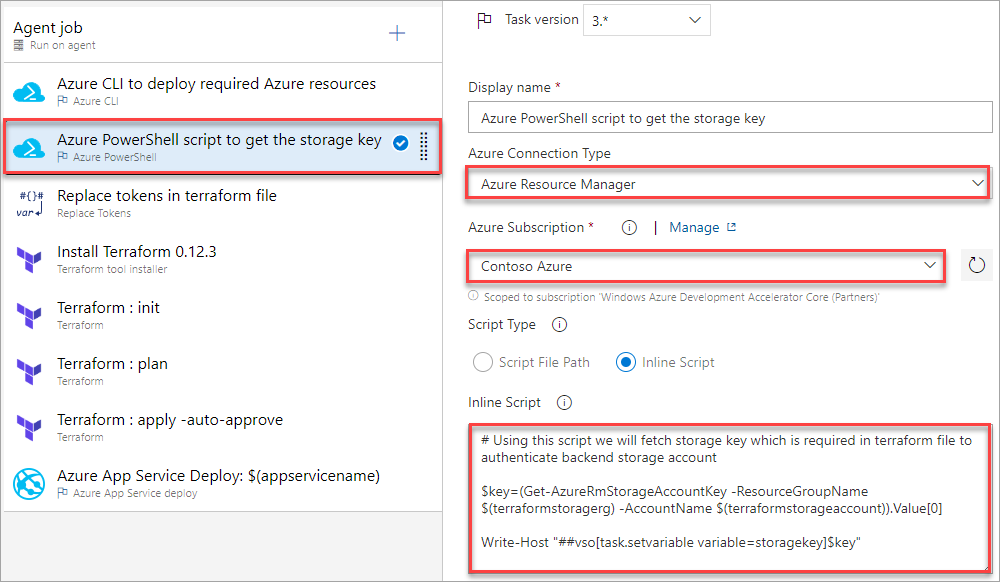 Agent job
Run on agent
Azure CLI to deploy required Azure resources
Azure CLI
Azure PowerShell script to get the storage key
Azure PowerShell
#{}#
var
Replace tokens in terraform file
Replace Tokens
Install Terraform 0.12.3
Terraform tool installer
Terraform : init
Terraform
Terraform : plan
Terraform
Terraform : apply -auto-approve
Terraform
Azure App Service Deploy: $(appservicename)
Azure App Service deploy
Task version 3.*
Display name *
Azure PowerShell script to get the storage key
Azure Connection Type
Azure Resource Manager
Azure Subscription * | Manage
Contoso Azure
Scoped to subscription 'Windows Azure Development Accelerator Core (Partners)'
Script Type
Script File Path Inline Script
Inline Script
# Using this script we will fetch storage key which is required in terraform file to
authenticate backend storage account
$key=(Get-AzureRmStorageAccountKey -ResourceGroupName
$(terraformstoragerg) -AccountName $(terraformstorageaccount)).Value[0]
Write-Host "##vso[task.setvariable variable=storagekey]$key"